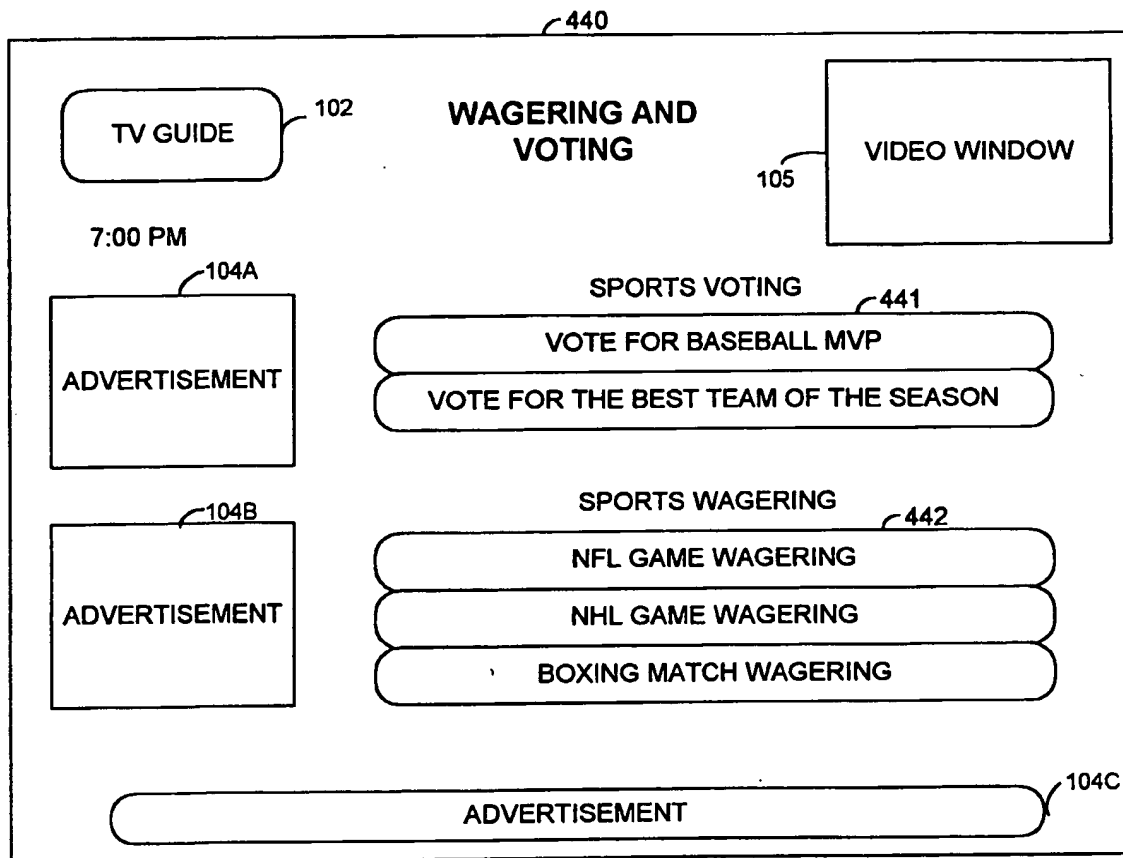 440
TV GUIDE
102
WAGERING AND
VOTING
VIDEO WINDOW
105
7:00 PM
104A
ADVERTISEMENT
SPORTS VOTING
441
VOTE FOR BASEBALL MVP
VOTE FOR THE BEST TEAM OF THE SEASON
104B
ADVERTISEMENT
SPORTS WAGERING
442
NFL GAME WAGERING
NHL GAME WAGERING
BOXING MATCH WAGERING
ADVERTISEMENT
104C